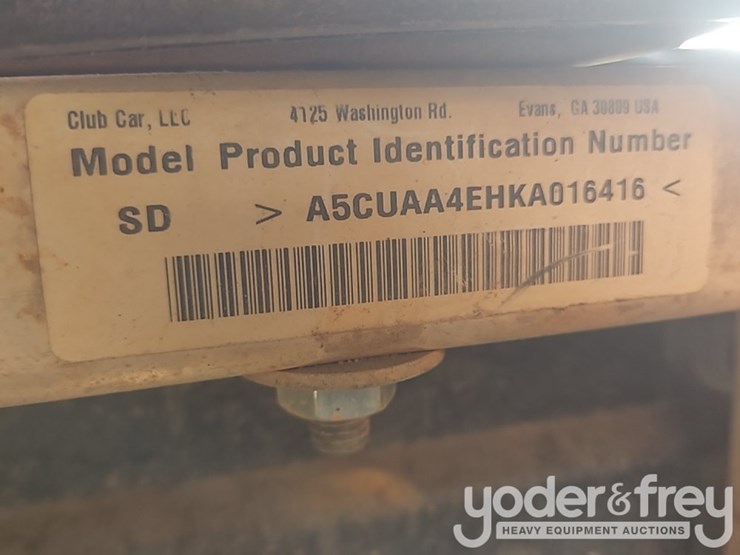 Club Car, LLC 4125 Washington Rd. Evans, GA 30809 USA
Model Product Identification Number
SD > A5CUAA4EHKA016416 <
yoder&frey
HEAVY EQUIPMENT AUCTIONS